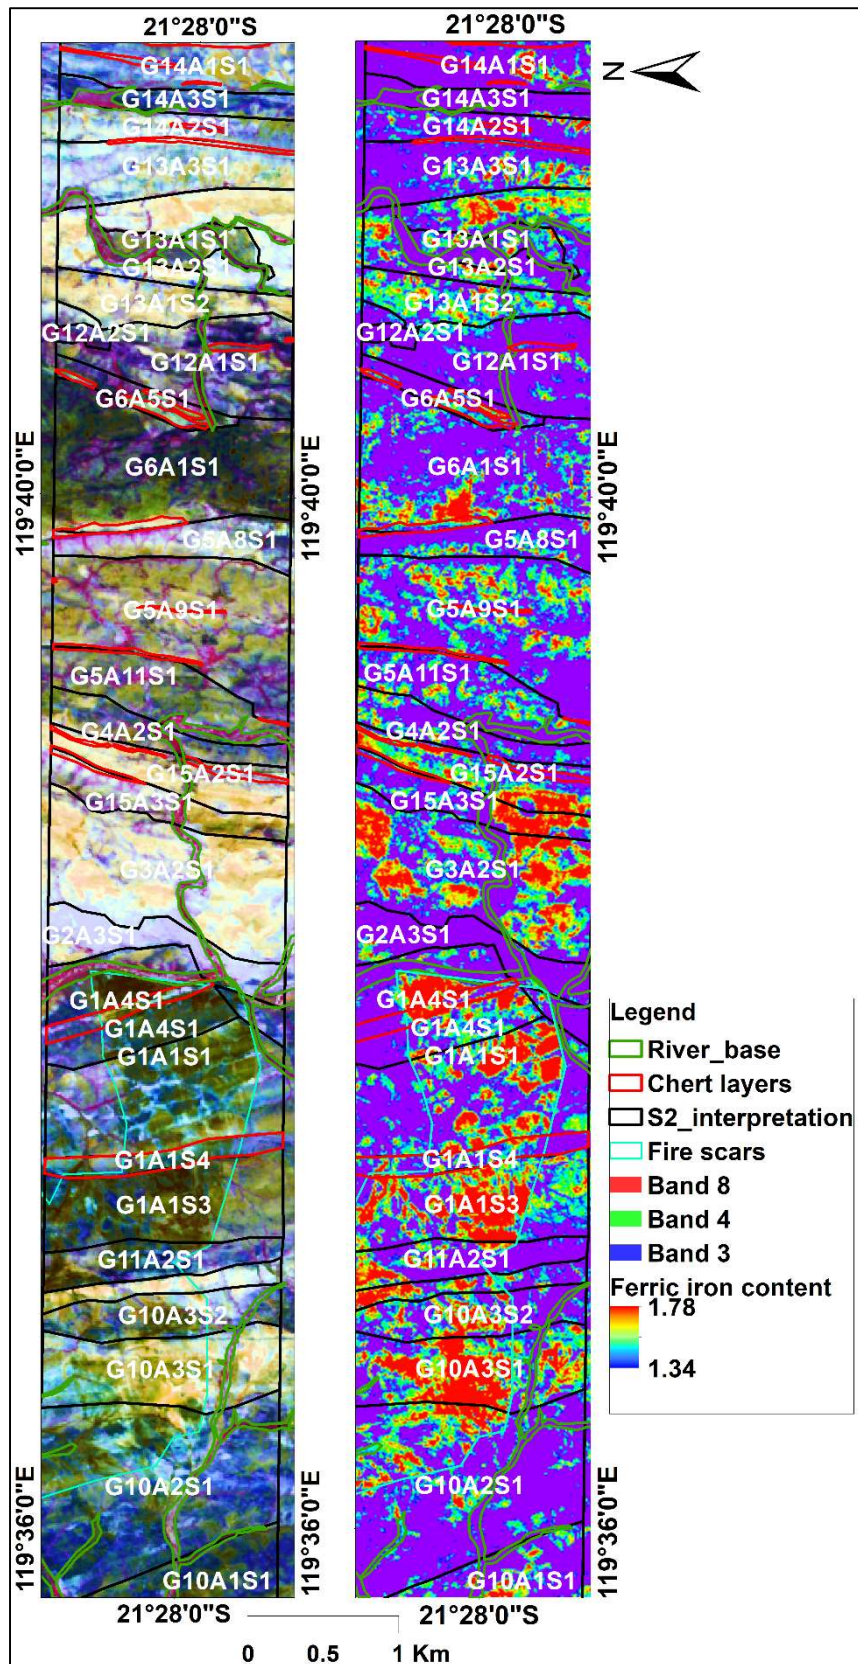 21°28'0"S
21°28'0"S
N
G14A1S1
G14A3S1
G14A2S1
G13A3S1
G13A1S1
G13A2S1
G13A1S2
G12A2S1
G12A1S1
G6A5S1
G6A1S1
G5A8S1
G5A9S1
G5A11S1
G4A2S1
G15A2S1
G15A3S1
G3A2S1
G2A3S1
G1A4S1
G1A4S1
G1A1S1
G1A1S4
G1A1S3
G11A2S1
G10A3S2
G10A3S1
G10A2S1
G10A1S1
119°40'0"E
119°36'0"E
G14A1S1
G14A3S1
G14A2S1
G13A3S1
G13A1S1
G13A2S1
G13A1S2
G12A2S1
G12A1S1
G6A5S1
G6A1S1
G5A8S1
G5A9S1
G5A11S1
G4A2S1
G15A2S1
G15A3S1
G3A2S1
G2A3S1
G1A4S1
G1A4S1
G1A1S1
G1A1S4
G1A1S3
G11A2S1
G10A3S2
G10A3S1
G10A2S1
G10A1S1
119°40'0"E
119°36'0"E
119°40'0"E
119°36'0"E
Legend
River_base
Chert layers
S2_interpretation
Fire scars
Band 8
Band 4
Band 3
Ferric iron content
1.78
1.34
21°28'0"S
21°28'0"S
0 0.5 1 Km